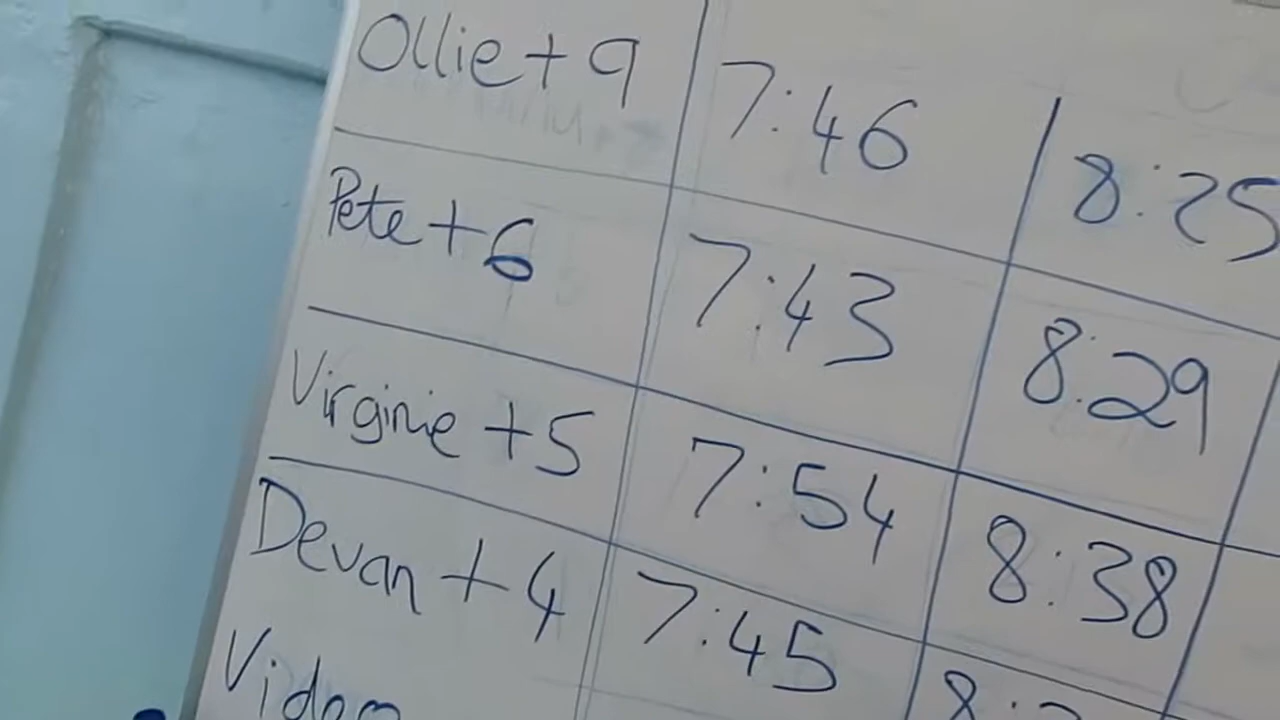 Ollie + 9 7:46 8:25
Pete + 6 7:43 8:29
Virginie + 5 7:54 8:38
Devan + 4 7:45